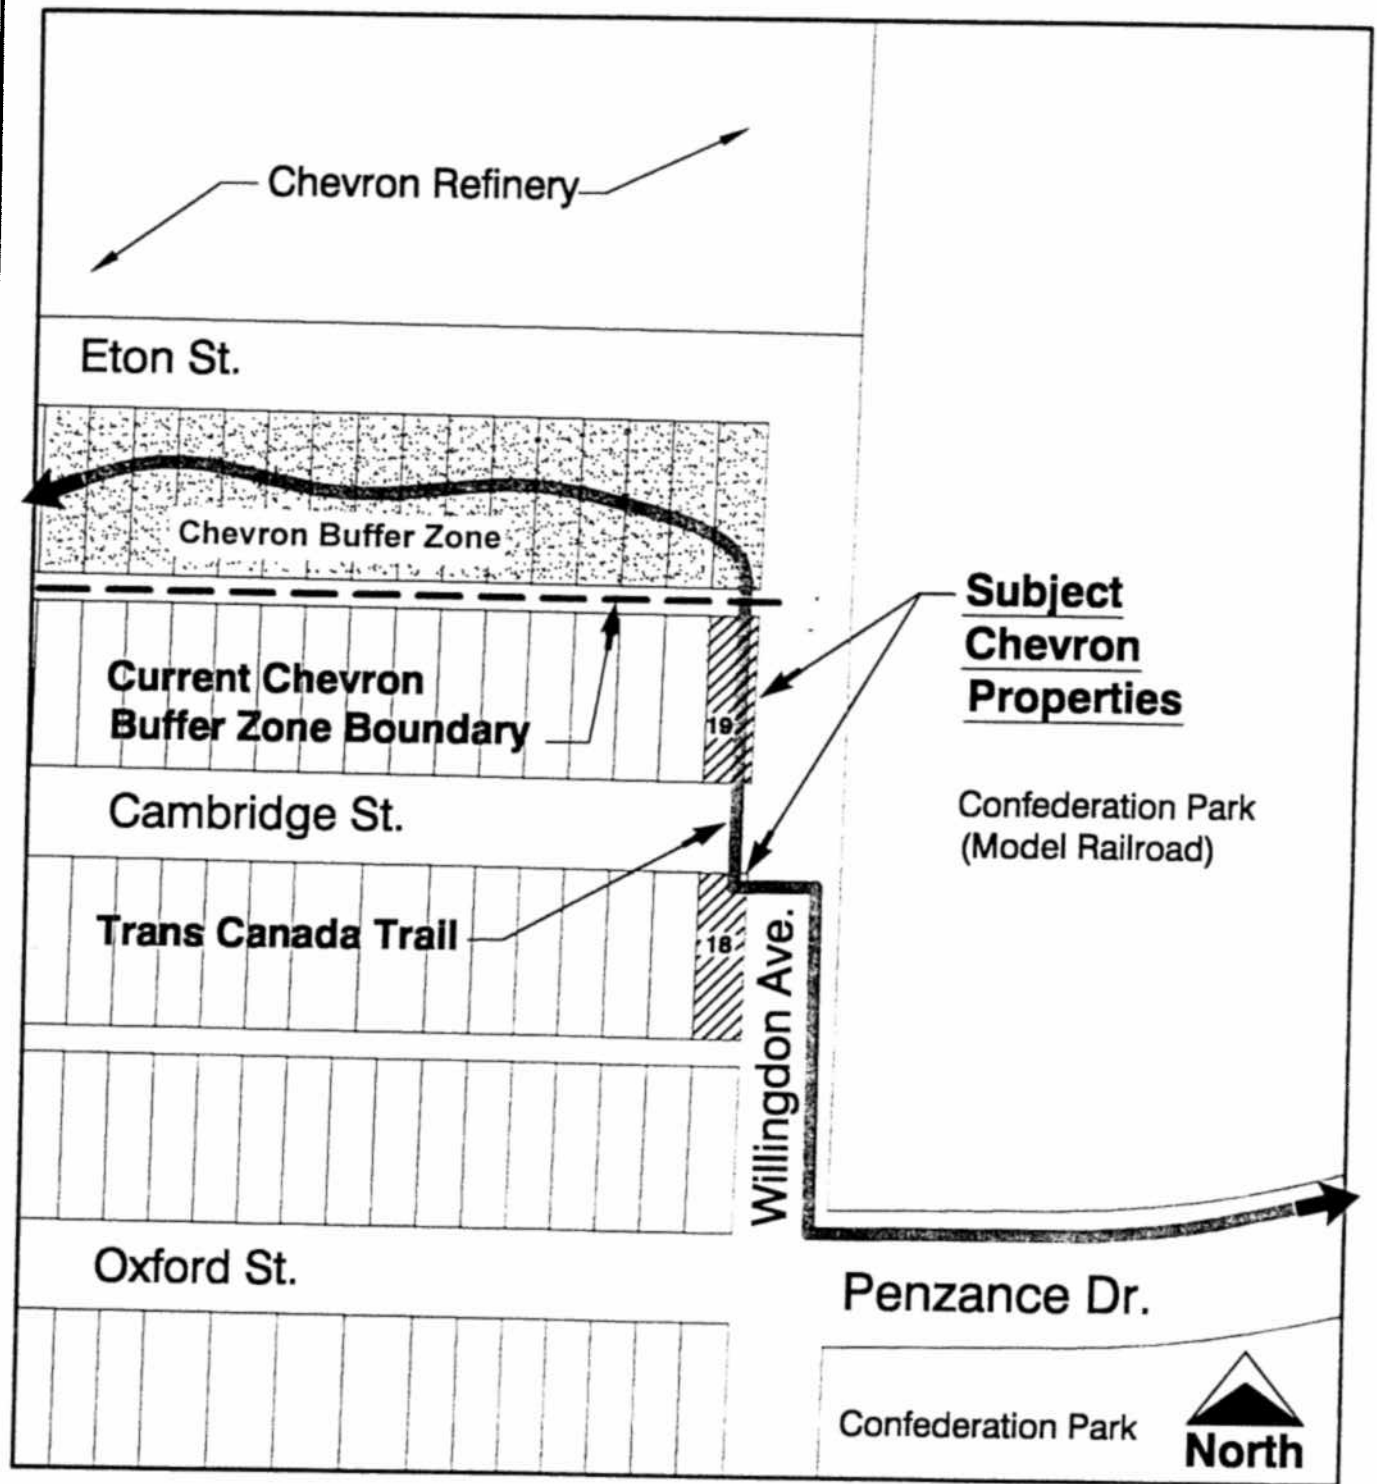 Chevron Refinery
Eton St.
Chevron Buffer Zone
Subject
Chevron
Properties
Current Chevron
Buffer Zone Boundary
19
Cambridge St.
Confederation Park
(Model Railroad)
Trans Canada Trail
18
Willingdon Ave.
Oxford St.
Penzance Dr.
Confederation Park
North